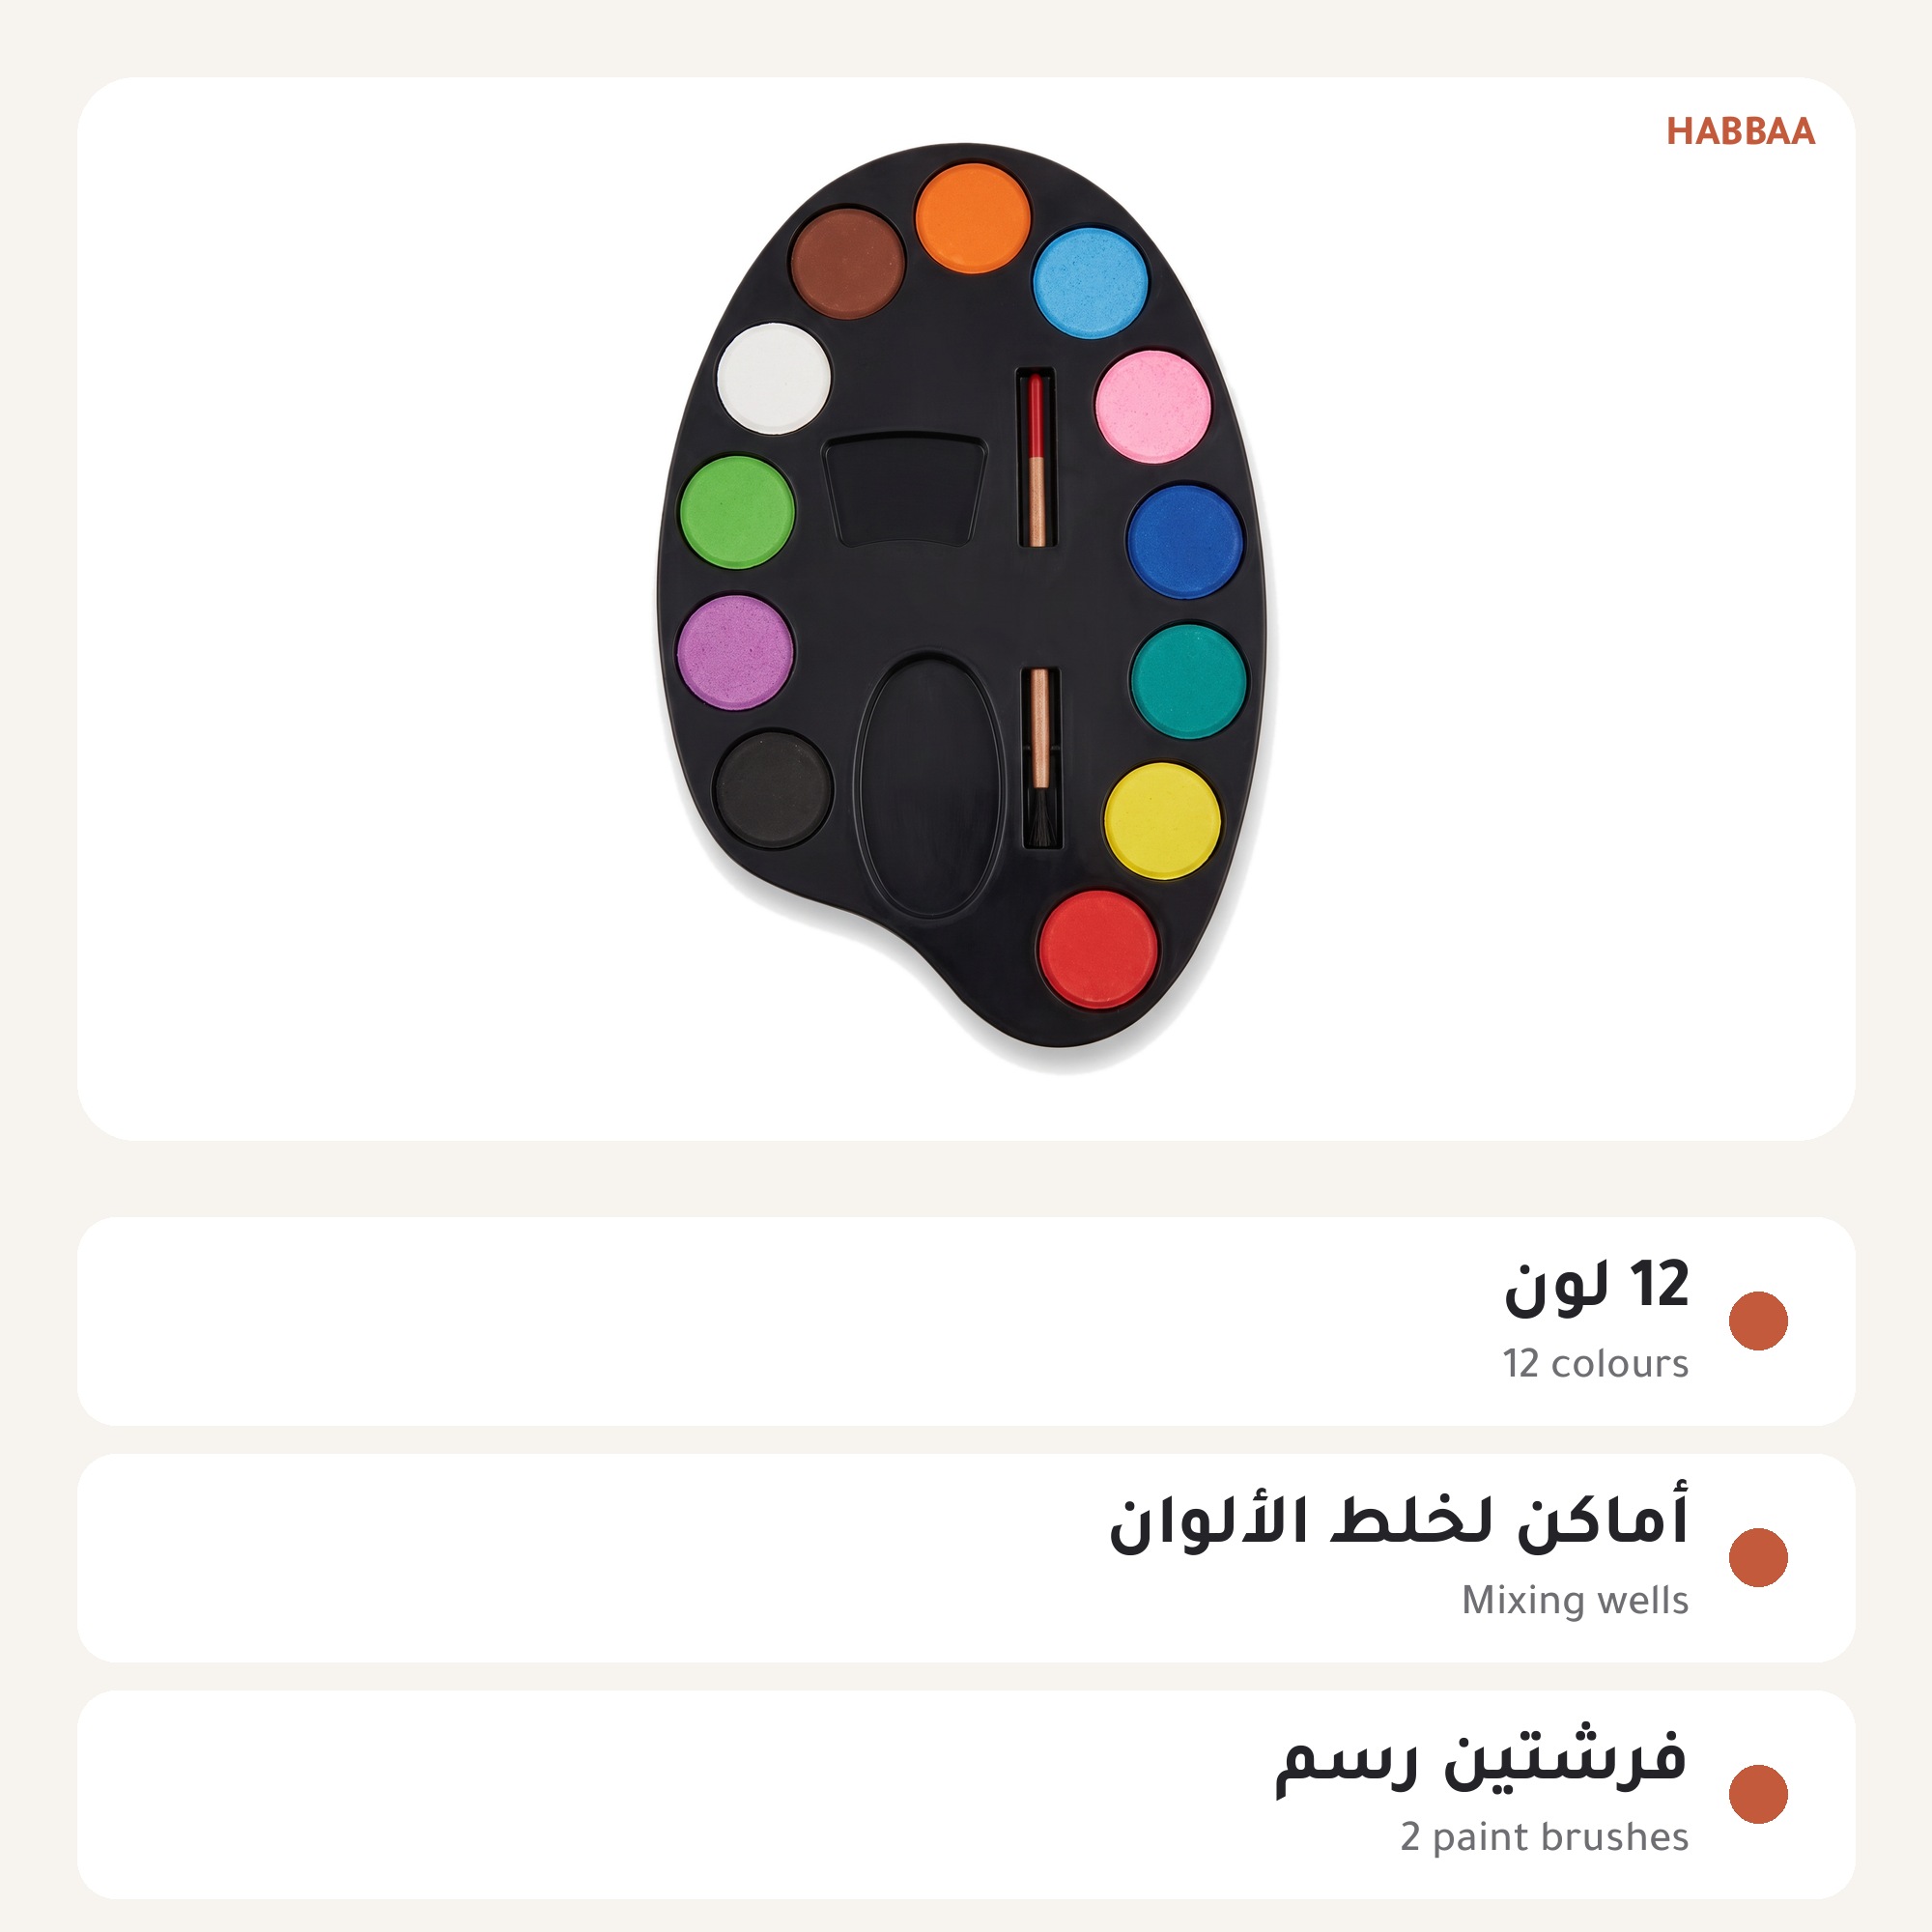 HABBAA
12 لون
12 colours
أماكن لخلط الألوان
Mixing wells
فرشتين رسم
2 paint brushes